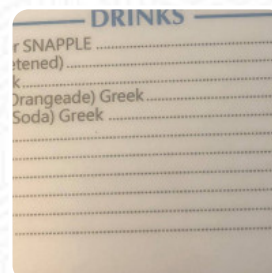 DRINKS
r SNAPPLE
etened)
k
Orangeade) Greek
Soda) Greek